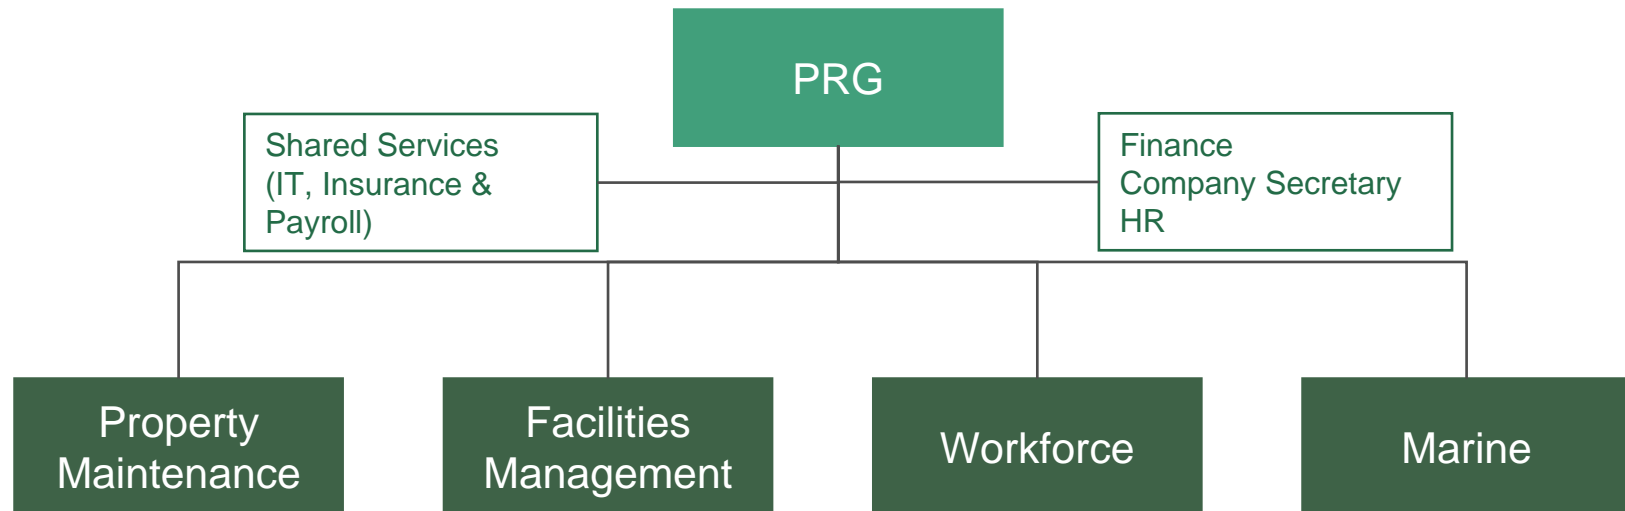 PRG
Shared Services
(IT, Insurance &
Payroll)
Finance
Company Secretary
HR
Property
Maintenance
Facilities
Management
Workforce
Marine